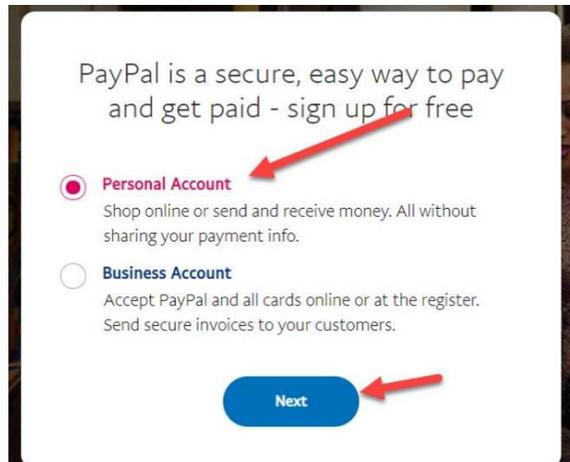 PayPal is a secure, easy way to pay
and get paid - sign up for free
Personal Account
Shop online or send and receive money. All without
sharing your payment info.
Business Account
Accept PayPal and all cards online or at the register.
Send secure invoices to your customers.
Next